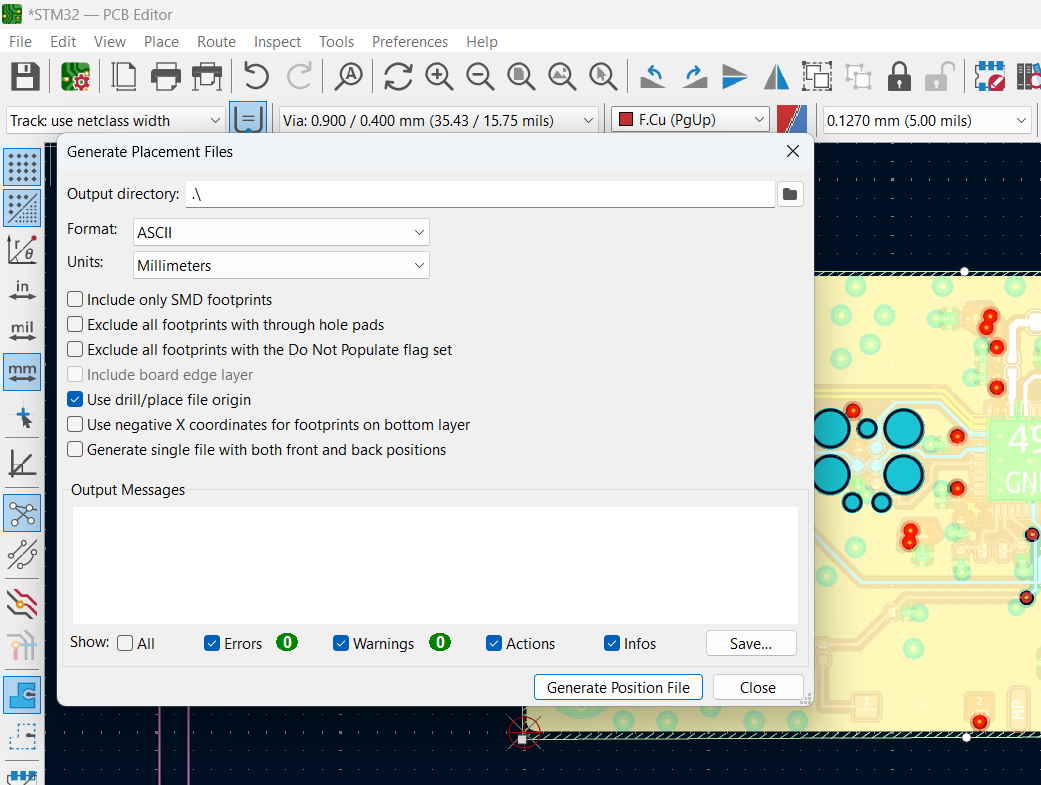 *STM32 — PCB Editor
File Edit View Place Route Inspect Tools Preferences Help
Track: use netclass width
Via: 0.900 / 0.400 mm (35.43 / 15.75 mils)
F.Cu (PgUp)
0.1270 mm (5.00 mils)
Generate Placement Files
Output directory: .\
Format: ASCII
Units: Millimeters
Include only SMD footprints
Exclude all footprints with through hole pads
Exclude all footprints with the Do Not Populate flag set
Include board edge layer
Use drill/place file origin
Use negative X coordinates for footprints on bottom layer
Generate single file with both front and back positions
Output Messages
Show: All Errors 0 Warnings 0 Actions Infos Save...
Generate Position File Close
in
mil
mm
49
GND
1
2
MP